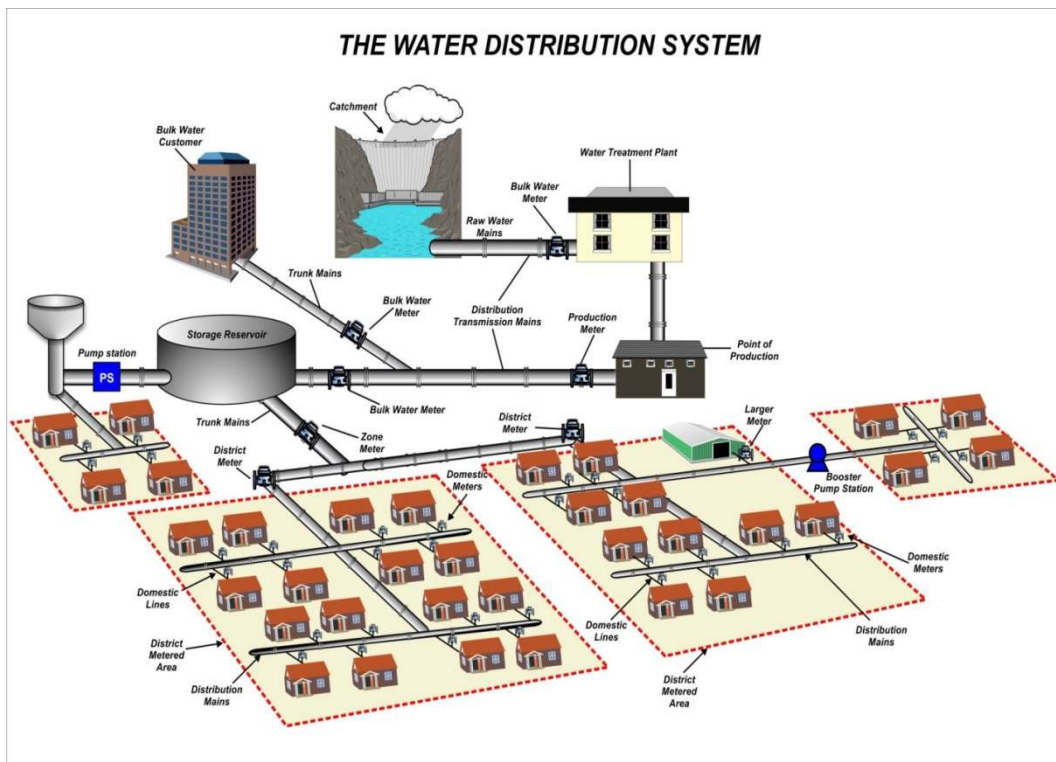 THE WATER DISTRIBUTION SYSTEM
Catchment
Bulk Water
Customer
Water Treatment Plant
Bulk Water
Meter
Raw Water
Mains
Trunk Mains
Bulk Water
Meter
Distribution
Transmission Mains
Production
Meter
Point of
Production
Storage Reservoir
Pump station
PS
Bulk Water Meter
Trunk Mains
Zone
Meter
District
Meter
District
Meter
Larger
Meter
Booster
Pump Station
Domestic
Meters
Domestic
Lines
District
Metered
Area
Distribution
Mains
Domestic
Meters
Domestic
Lines
Distribution
Mains
District
Metered
Area